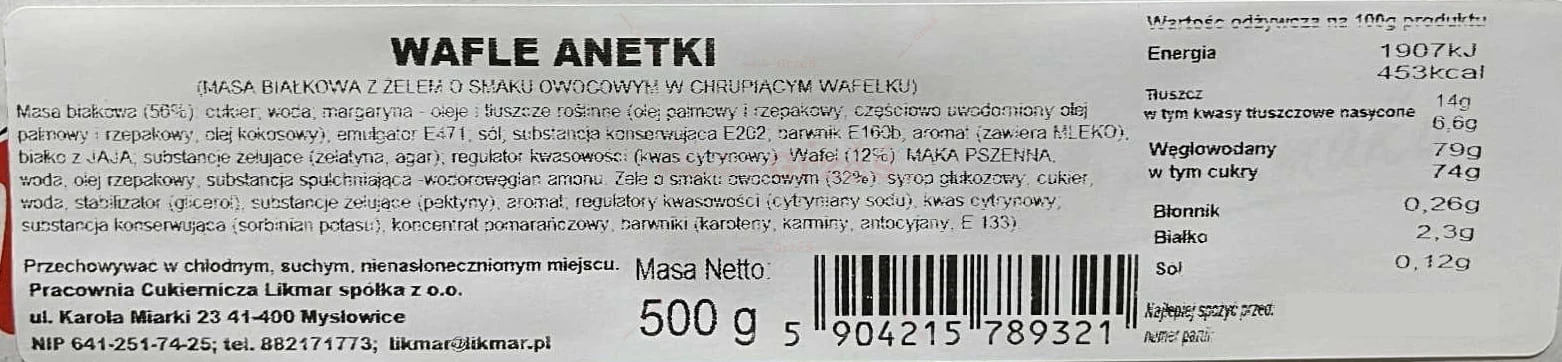 WAFLE ANETKI
(MASA BIAŁKOWA Z ŻELEM O SMAKU OWOCOWYM W CHRUPIĄCYM WAFELKU)
Masa białkowa (56%): cukier, woda, margaryna - oleje i tłuszcze roślinne (olej palmowy i rzepakowy, częściowo uwodorniony olej
palmowy i rzepakowy, olej kokosowy), emulgator E471, sól, substancja konserwująca E202, barwnik E160b, aromat (zawiera MLEKO),
białko z JAJA, substancje żelujące (żelatyna, agar), regulator kwasowości (kwas cytrynowy). Wafel (12%) MĄKA PSZENNA,
woda, olej rzepakowy, substancja spulchniająca -wodorowęglan amonu. Żele o smaku owocowym (32%) syrop glukozowy, cukier,
woda, stabilizator (glicerol), substancje żelujące (pektyny), aromat, regulatory kwasowości (cytryniany sodu), kwas cytrynowy,
substancja konserwująca (sorbinian potasu), koncentrat pomarańczowy, barwniki (karoteny, karminy, antocyjany, E 133)
Przechowywać w chłodnym, suchym, nienasłonecznionym miejscu.
Pracownia Cukiernicza Likmar spółka z o.o.
ul. Karola Miarki 23 41-400 Mysłowice
NIP 641-251-74-25; tel. 882171773; likmar@likmar.pl
Masa Netto:
500 g
5 904215 789321
Wartość odżywcza na 100g produktu
Energia 1907kJ
453kcal
Tłuszcz 14g
w tym kwasy tłuszczowe nasycone 6,6g
Węglowodany 79g
w tym cukry 74g
Błonnik 0,26g
Białko 2,3g
Sól 0,12g
Najlepiej spożyć przed:
numer partii: